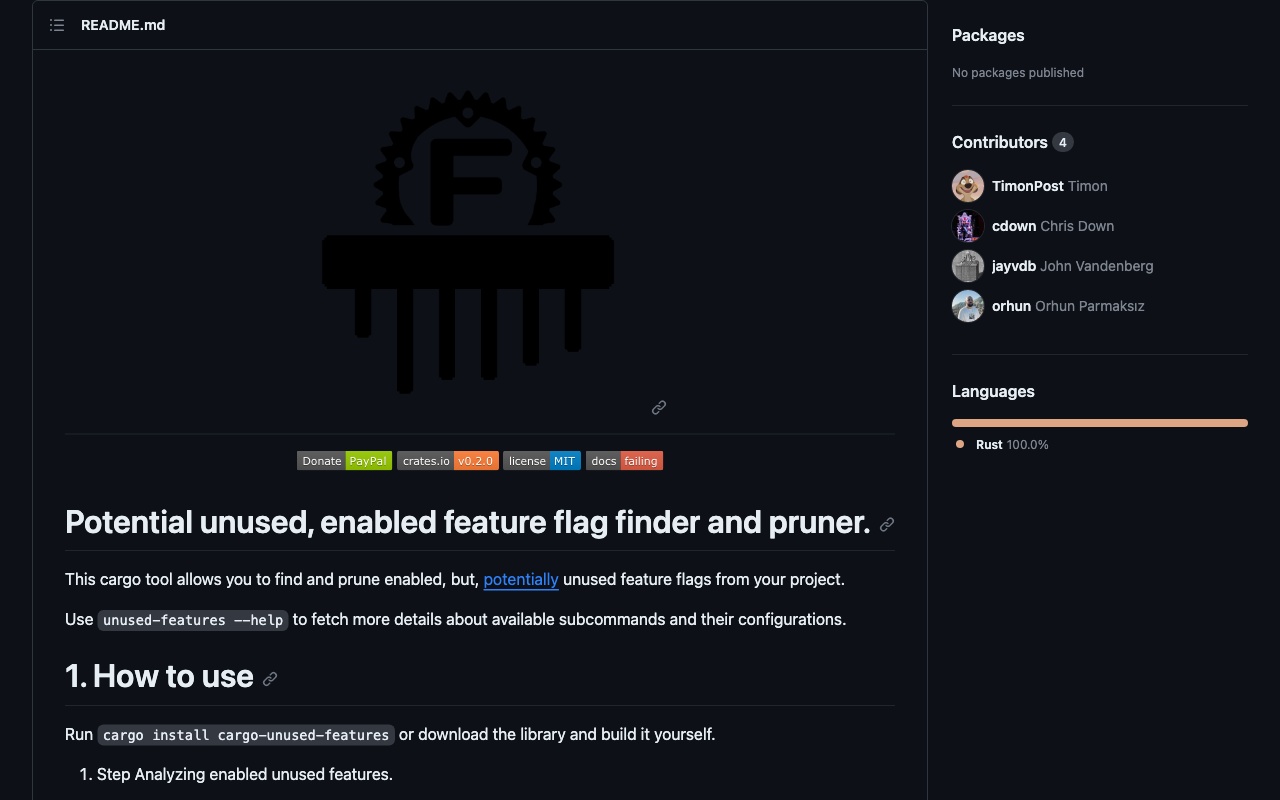 README.md
F
Donate PayPal crates.io v0.2.0 license MIT docs failing
Potential unused, enabled feature flag finder and pruner.
This cargo tool allows you to find and prune enabled, but, potentially unused feature flags from your project.
Use unused-features --help to fetch more details about available subcommands and their configurations.
1. How to use
Run cargo install cargo-unused-features or download the library and build it yourself.
1. Step Analyzing enabled unused features.
Packages
No packages published
Contributors 4
TimonPost Timon
cdown Chris Down
jayvdb John Vandenberg
orhun Orhun Parmaksız
Languages
Rust 100.0%